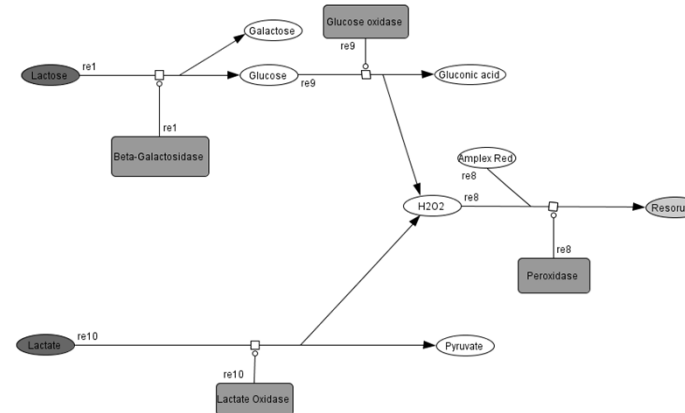 Glucose oxidase
Galactose
re9
Lactose
re1
Glucose
re9
Gluconic acid
re1
Beta-Galactosidase
Amplex Red
re8
H2O2
re8
Resoru
re8
Peroxidase
Lactate
re10
Pyruvate
re10
Lactate Oxidase